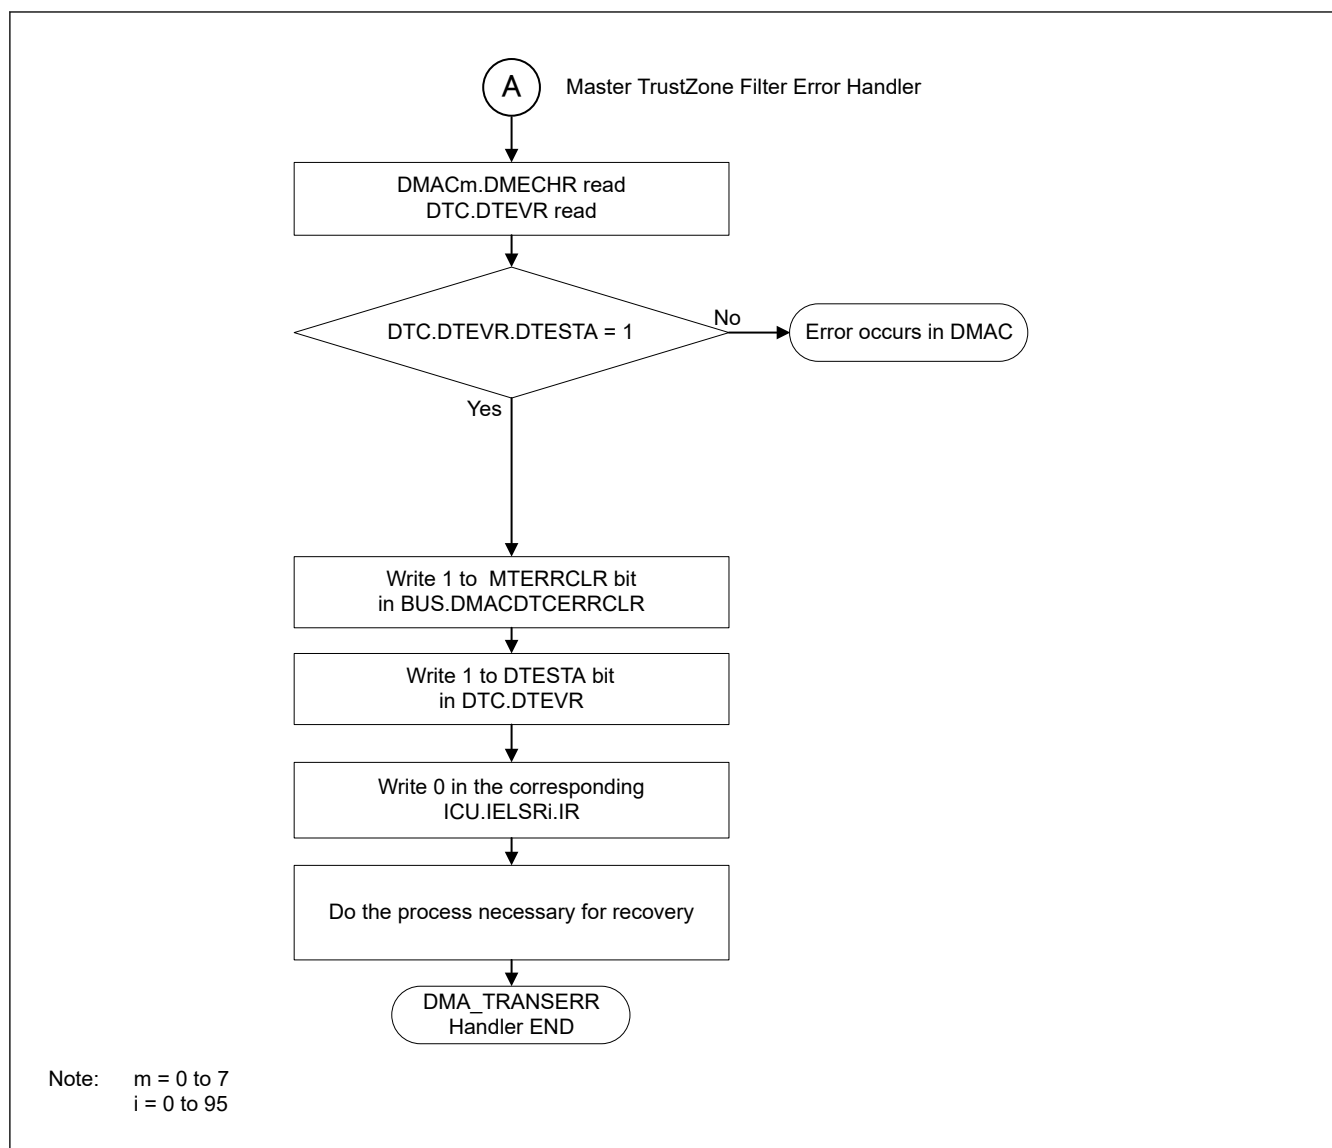 A
Master TrustZone Filter Error Handler
DMACm.DMECHR read
DTC.DTEVR read
DTC.DTEVR.DTESTA = 1
No
Error occurs in DMAC
Yes
Write 1 to  MTERRCLR bit
in BUS.DMACDTCERRCLR
Write 1 to DTESTA bit
in DTC.DTEVR
Write 0 in the corresponding
ICU.IELSRi.IR
Do the process necessary for recovery
DMA_TRANSERR
Handler END
Note: m = 0 to 7
i = 0 to 95